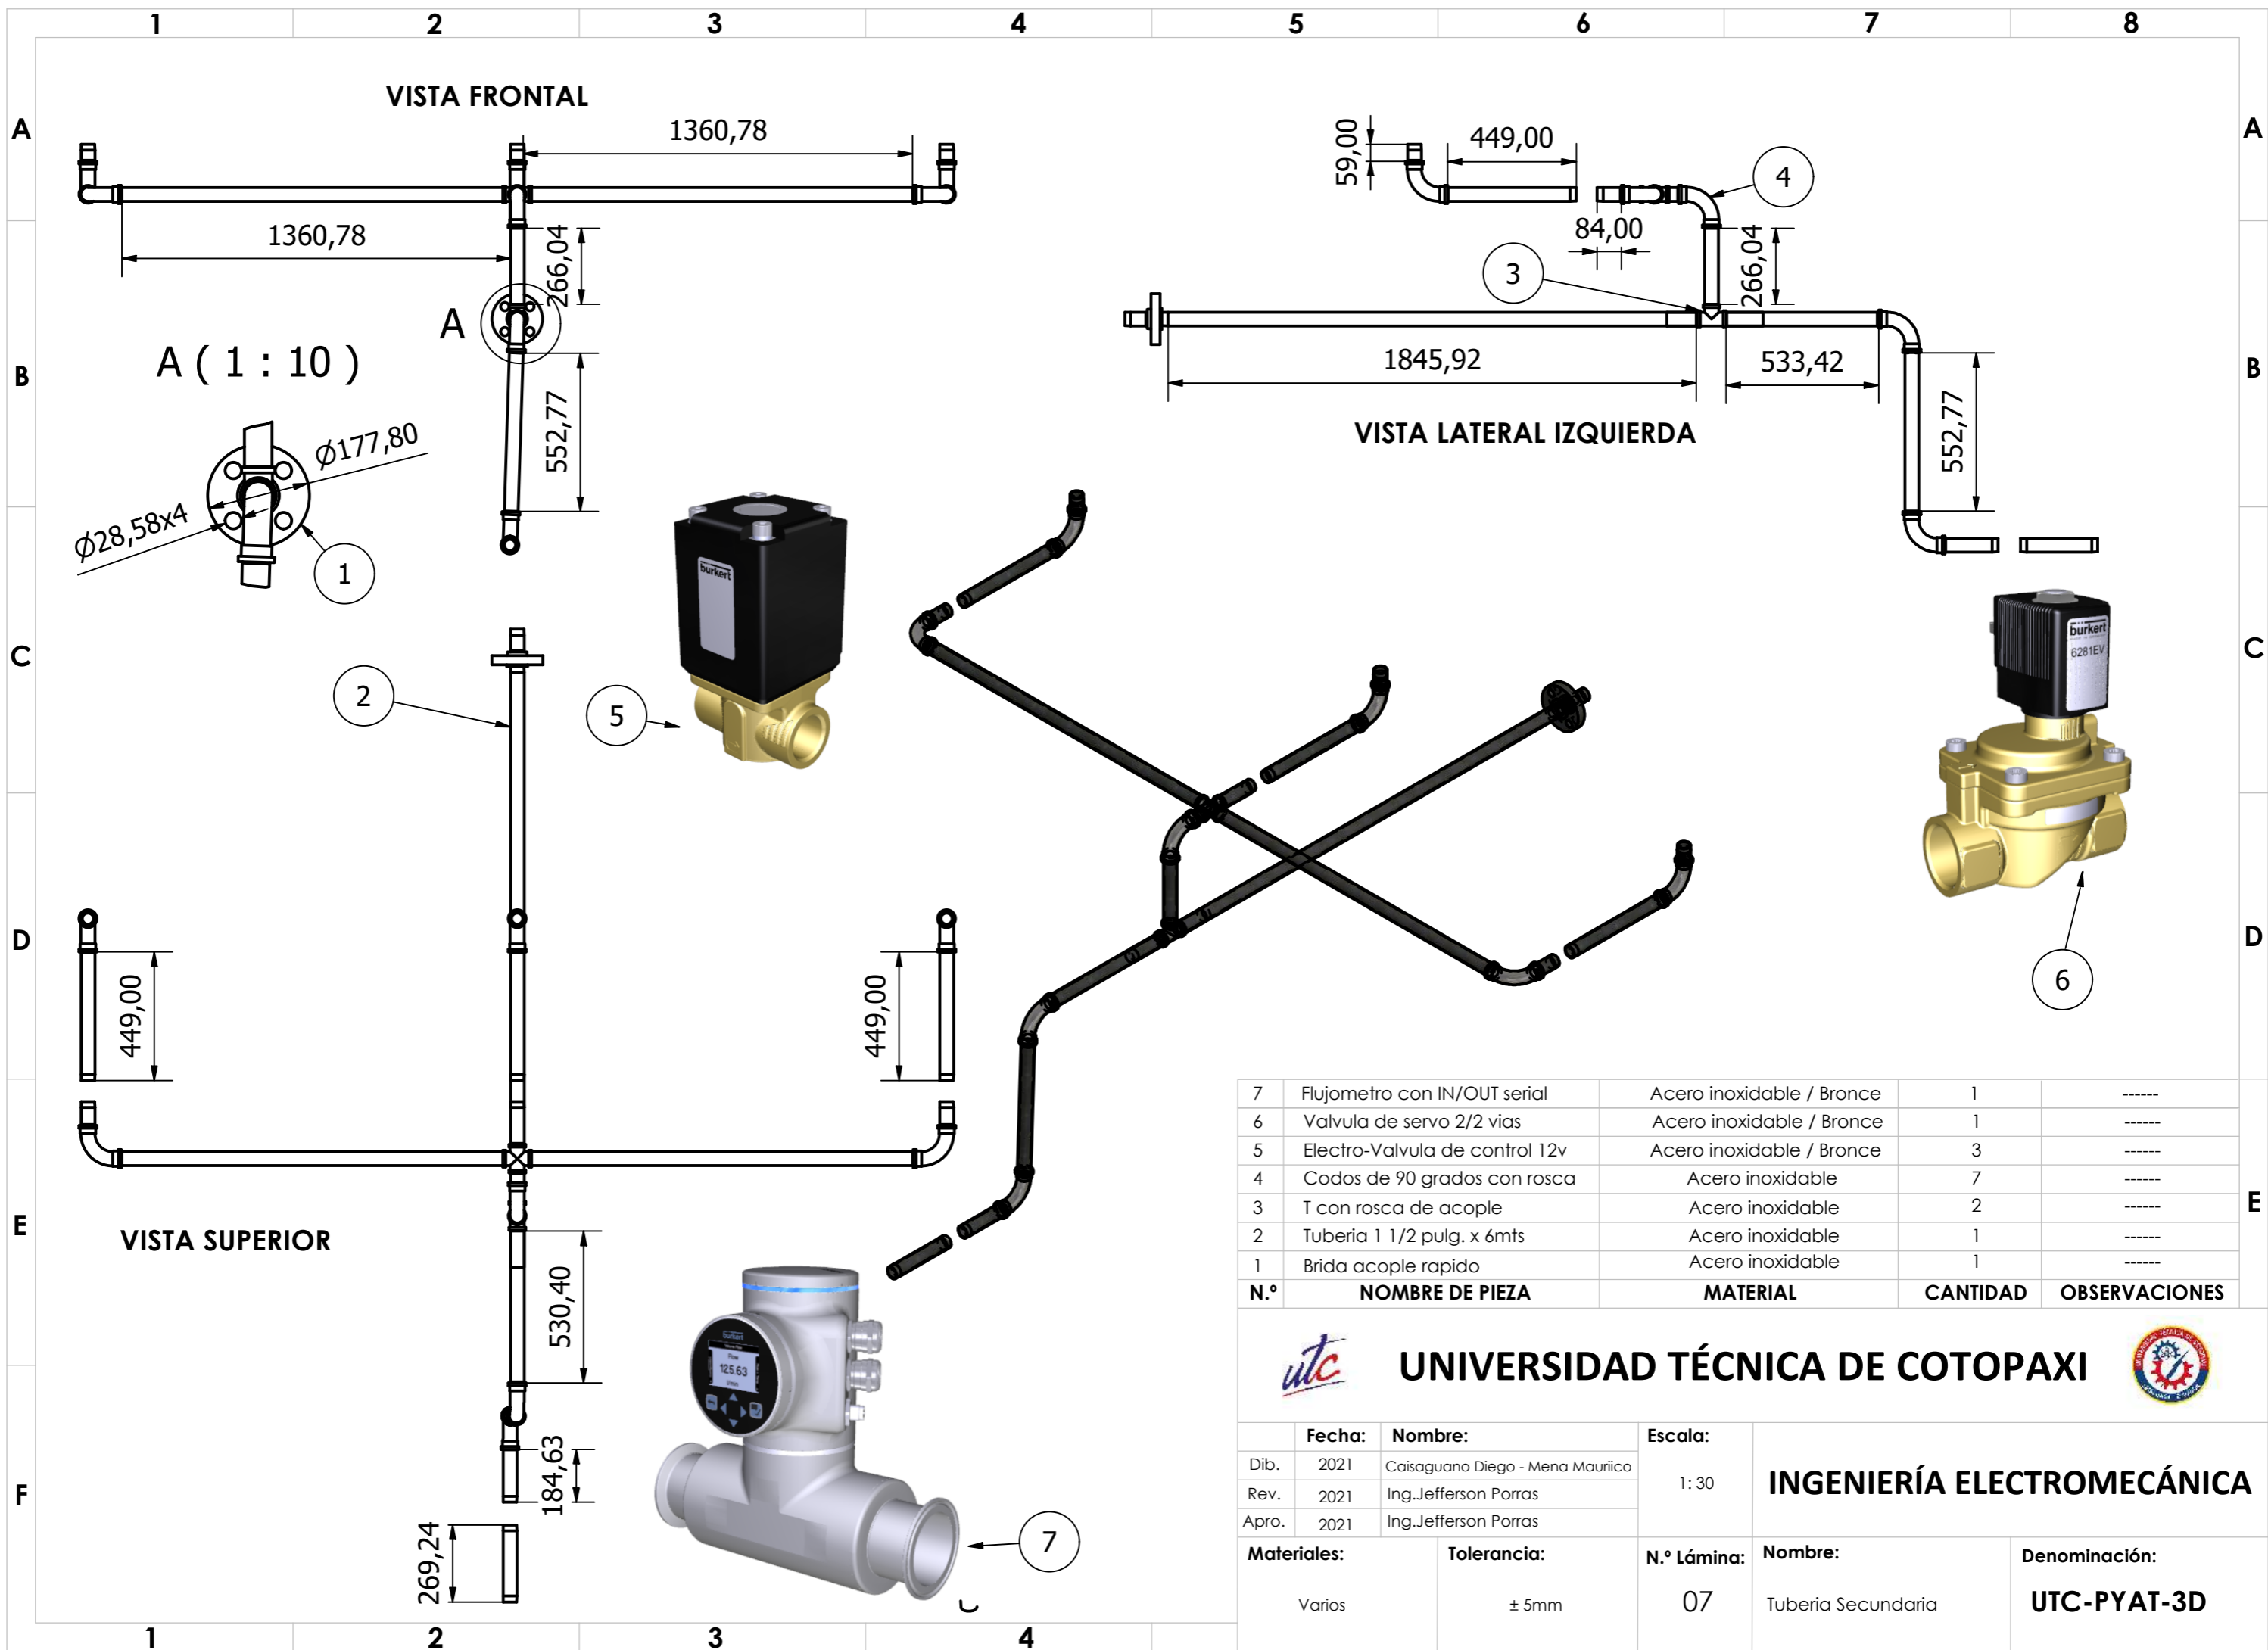 1 2 3 4 5 6 7 8
A
B
C
D
E
F
A
B
C
D
E
1 2 3 4
VISTA FRONTAL
1360,78
1360,78
266,04
A
552,77
A ( 1 : 10 )
Ø177,80
Ø28,58x4
1
59,00
449,00
4
84,00
3
266,04
1845,92
533,42
552,77
VISTA LATERAL IZQUIERDA
2
burkert
5
burkert
6281EV
6
449,00
449,00
VISTA SUPERIOR
530,40
184,63
269,24
burkert
Flow
125.63
7
7 Flujometro con IN/OUT serial Acero inoxidable / Bronce 1 ------
6 Valvula de servo 2/2 vias Acero inoxidable / Bronce 1 ------
5 Electro-Valvula de control 12v Acero inoxidable / Bronce 3 ------
4 Codos de 90 grados con rosca Acero inoxidable 7 ------
3 T con rosca de acople Acero inoxidable 2 ------
2 Tuberia 1 1/2 pulg. x 6mts Acero inoxidable 1 ------
1 Brida acople rapido Acero inoxidable 1 ------
N.º NOMBRE DE PIEZA MATERIAL CANTIDAD OBSERVACIONES
utc
UNIVERSIDAD TÉCNICA DE COTOPAXI
Fecha: Nombre:
Dib. 2021 Caisaguano Diego - Mena Mauriico
Rev. 2021 Ing.Jefferson Porras
Apro. 2021 Ing.Jefferson Porras
Escala:
1: 30
INGENIERÍA ELECTROMECÁNICA
Materiales:
Varios
Tolerancia:
± 5mm
N.º Lámina:
07
Nombre:
Tuberia Secundaria
Denominación:
UTC-PYAT-3D